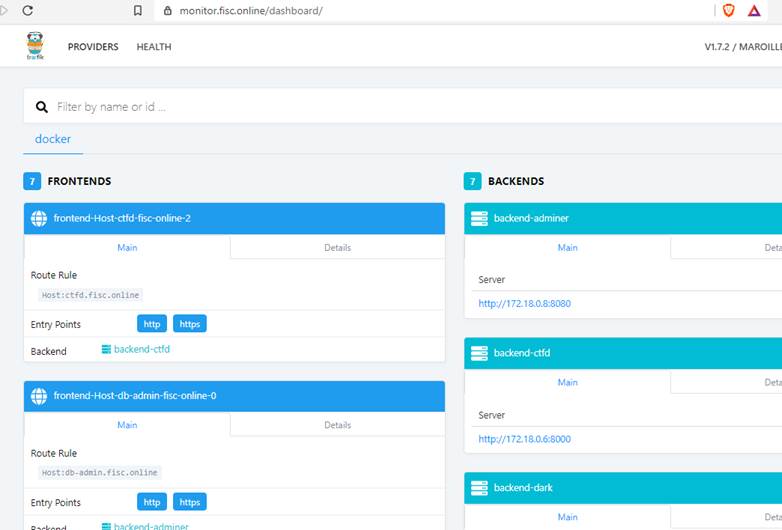 monitor.fisc.online/dashboard/
træfik
PROVIDERS
HEALTH
V1.7.2 / MAROILLE
Filter by name or id ...
docker
7 FRONTENDS
frontend-Host-ctfd-fisc-online-2
Main
Details
Route Rule
Host:ctfd.fisc.online
Entry Points
http
https
Backend
backend-ctfd
frontend-Host-db-admin-fisc-online-0
Main
Details
Route Rule
Host:db-admin.fisc.online
Entry Points
http
https
Backend
backend-adminer
7 BACKENDS
backend-adminer
Main
Deta
Server
http://172.18.0.8:8080
backend-ctfd
Main
Deta
Server
http://172.18.0.6:8000
backend-dark
Main
Deta